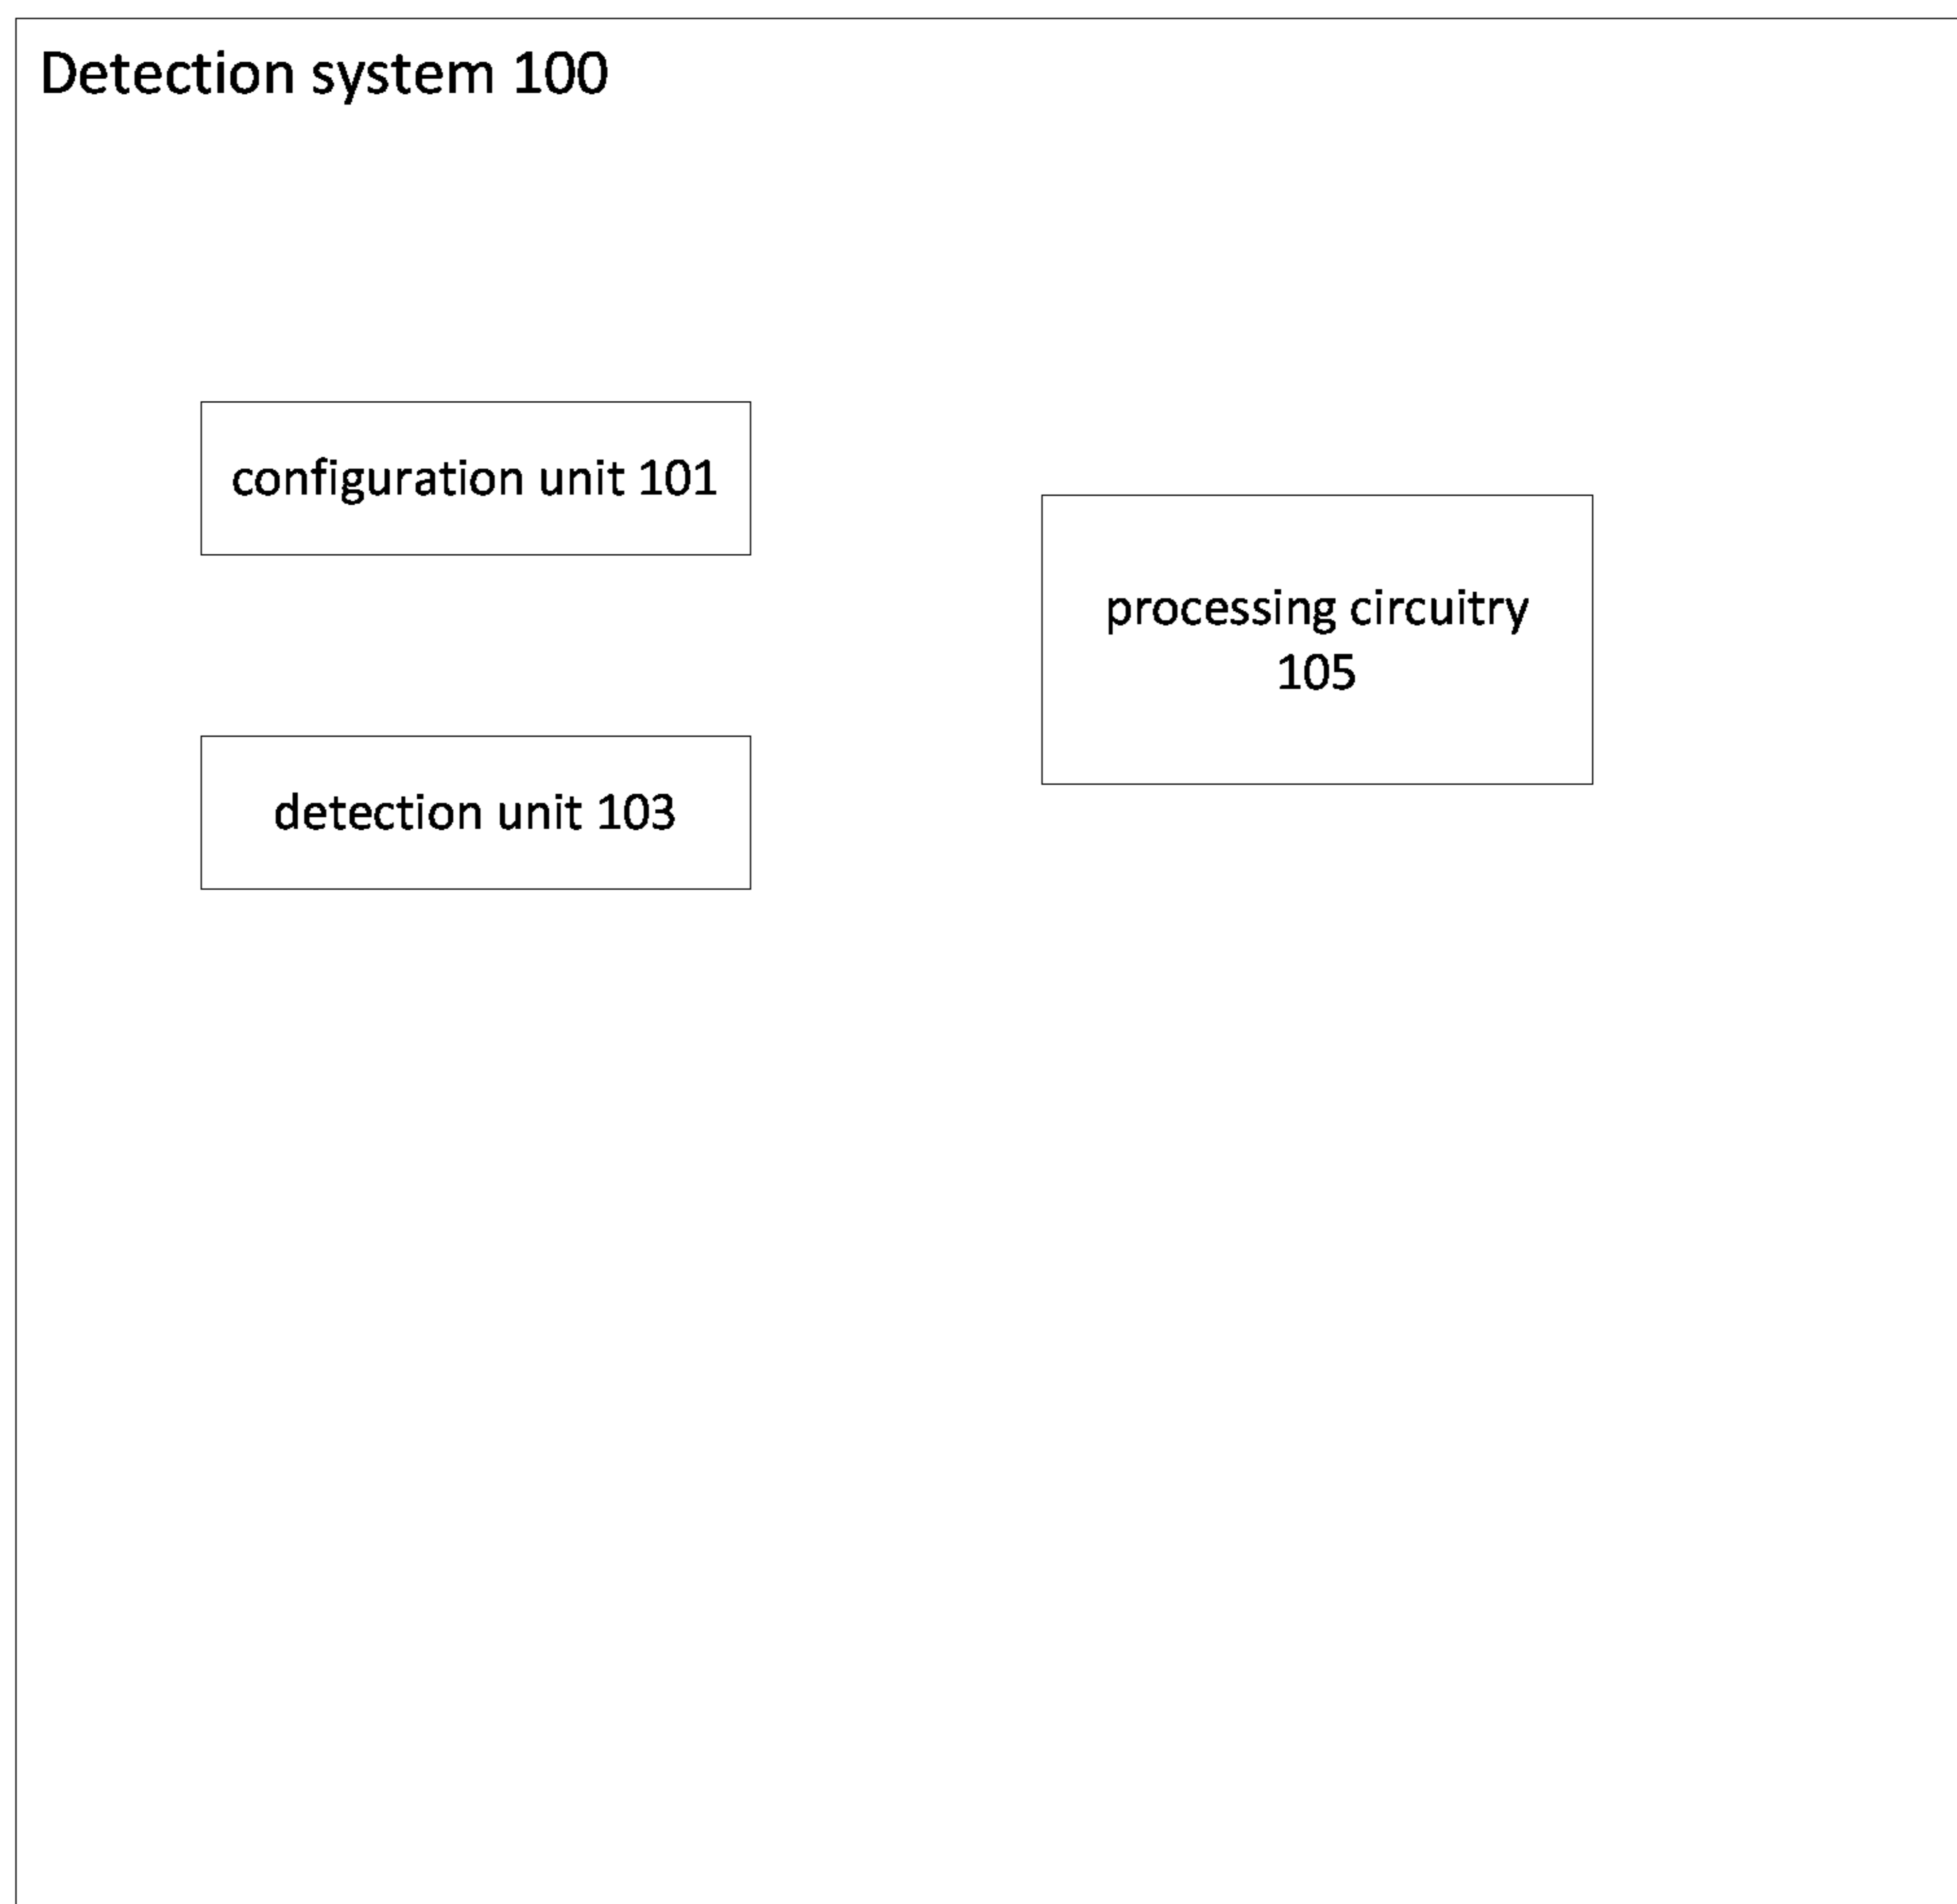 Detection system 100
configuration unit 101
processing circuitry
105
detection unit 103